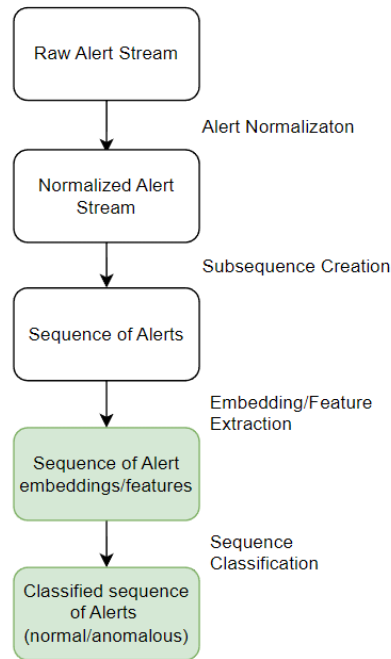 Raw Alert Stream
Alert Normalizaton
Normalized Alert
Stream
Subsequence Creation
Sequence of Alerts
Embedding/Feature
Extraction
Sequence of Alert
embeddings/features
Sequence
Classification
Classified sequence
of Alerts
(normal/anomalous)